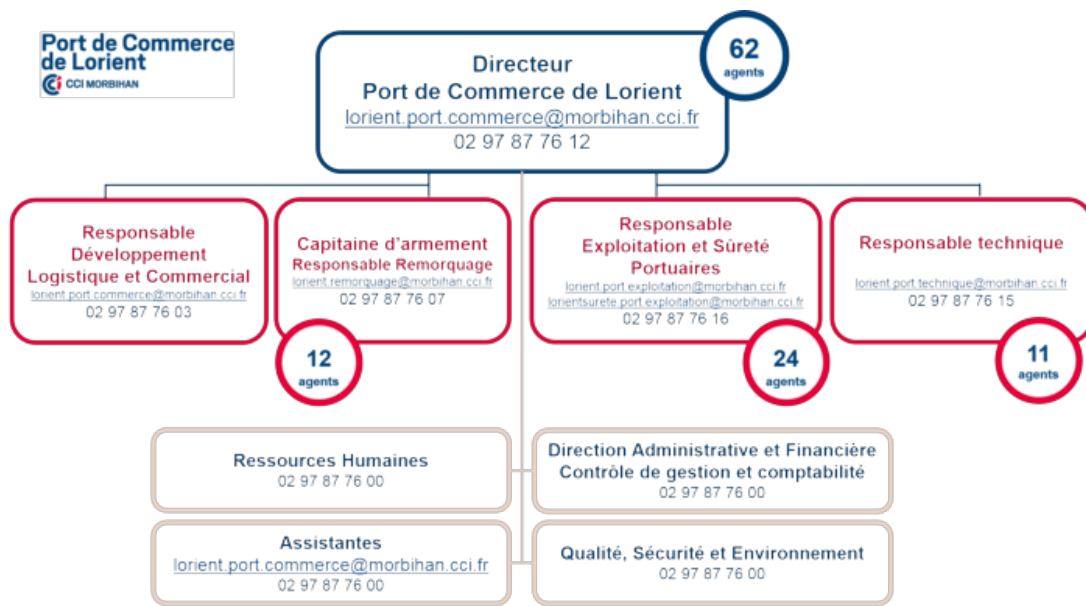 Port de Commerce
de Lorient
CCI MORBIHAN
62
agents
Directeur
Port de Commerce de Lorient
lorient.port.commerce@morbihan.cci.fr
02 97 87 76 12
Responsable
Développement
Logistique et Commercial
lorient.port.commerce@morbihan.cci.fr
02 97 87 76 03
Capitaine d'armement
Responsable Remorquage
lorient.remorquage@morbihan.cci.fr
02 97 87 76 07
12
agents
Responsable
Exploitation et Sûreté
Portuaires
lorient.port.exploitation@morbihan.cci.fr
lorientsurete.port.exploitation@morbihan.cci.fr
02 97 87 76 16
24
agents
Responsable technique
lorient.port.technique@morbihan.cci.fr
02 97 87 76 15
11
agents
Ressources Humaines
02 97 87 76 00
Direction Administrative et Financière
Contrôle de gestion et comptabilité
02 97 87 76 00
Assistantes
lorient.port.commerce@morbihan.cci.fr
02 97 87 76 00
Qualité, Sécurité et Environnement
02 97 87 76 00